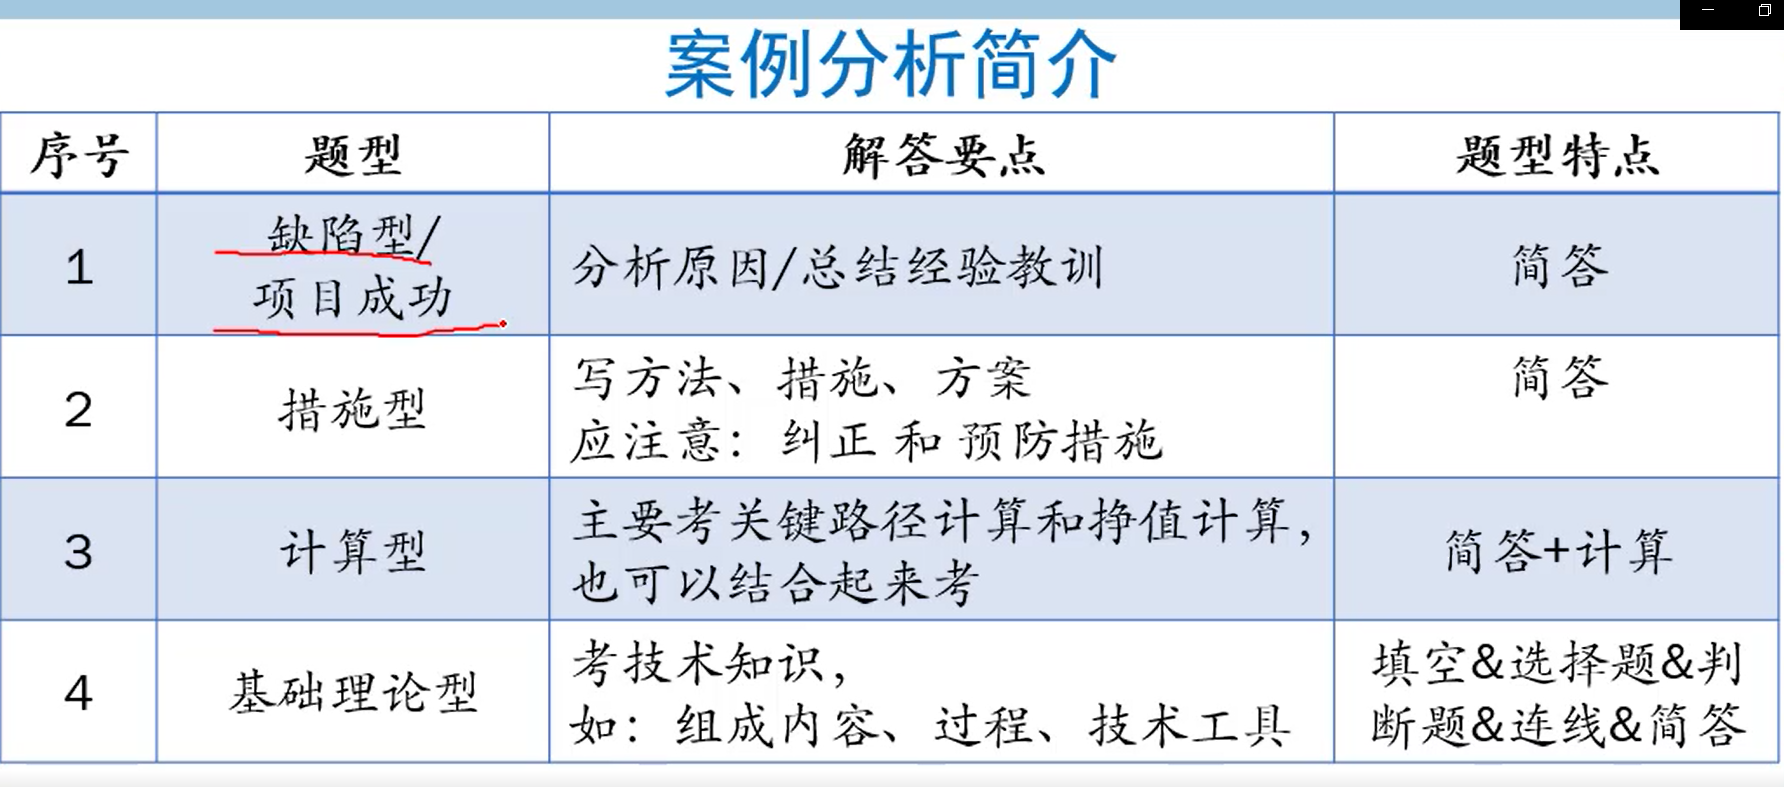 案例分析简介
序号 题型 解答要点 题型特点
1 缺陷型/
项目成功 分析原因/总结经验教训 简答
2 措施型 写方法、措施、方案
应注意：纠正 和 预防措施 简答
3 计算型 主要考关键路径计算和挣值计算，
也可以结合起来考 简答+计算
4 基础理论型 考技术知识，
如：组成内容、过程、技术工具 填空&选择题&判
断题&连线&简答